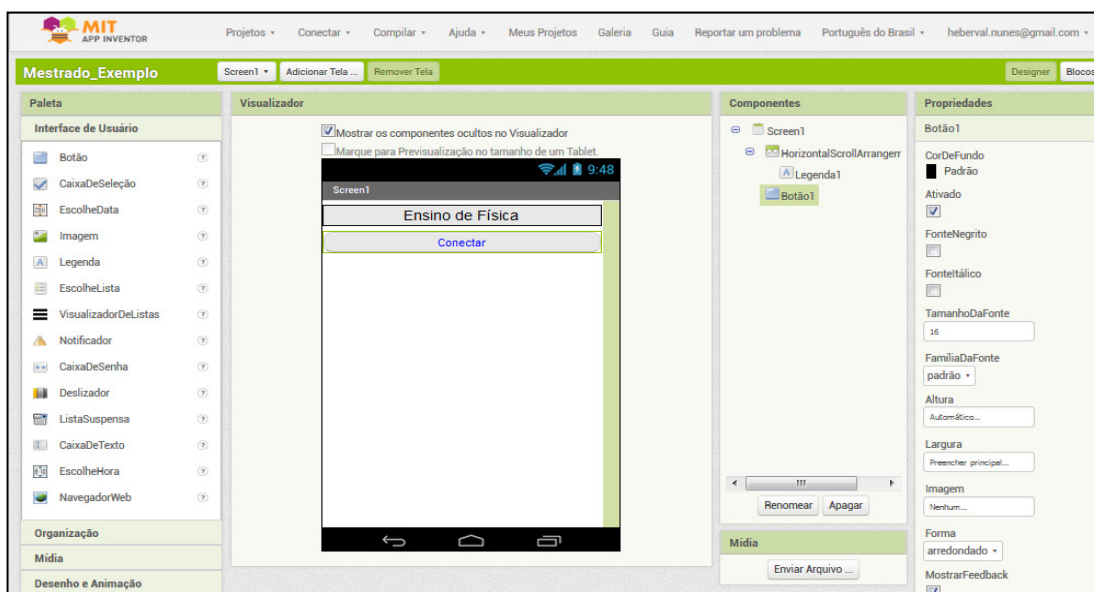 MIT
APP INVENTOR
Projetos Conectar Compilar Ajuda Meus Projetos Galeria Guia Reportar um problema Português do Brasil heberval.nunes@gmail.com
Mestrado_Exemplo Screen1 Adicionar Tela ... Remover Tela Designer Blocos
Paleta
Interface de Usuário
Botão
CaixaDeSeleção
EscolheData
Imagem
Legenda
EscolheLista
VisualizadorDeListas
Notificador
CaixaDeSenha
Deslizador
ListaSuspensa
CaixaDeTexto
EscolheHora
NavegadorWeb
Organização
Mídia
Desenho e Animação
Visualizador
Mostrar os componentes ocultos no Visualizador
Marque para Previsualização no tamanho de um Tablet.
9:48
Screen1
Ensino de Física
Conectar
Componentes
Screen1
HorizontalScrollArrangem
Legenda1
Botão1
Renomear Apagar
Mídia
Enviar Arquivo ...
Propriedades
Botão1
CorDeFundo
Padrão
Ativado
FonteNegrito
FonteItálico
TamanhoDaFonte
16
FamíliaDaFonte
padrão
Altura
Automático...
Largura
Preencher principal...
Imagem
Nenhum...
Forma
arredondado
MostrarFeedback